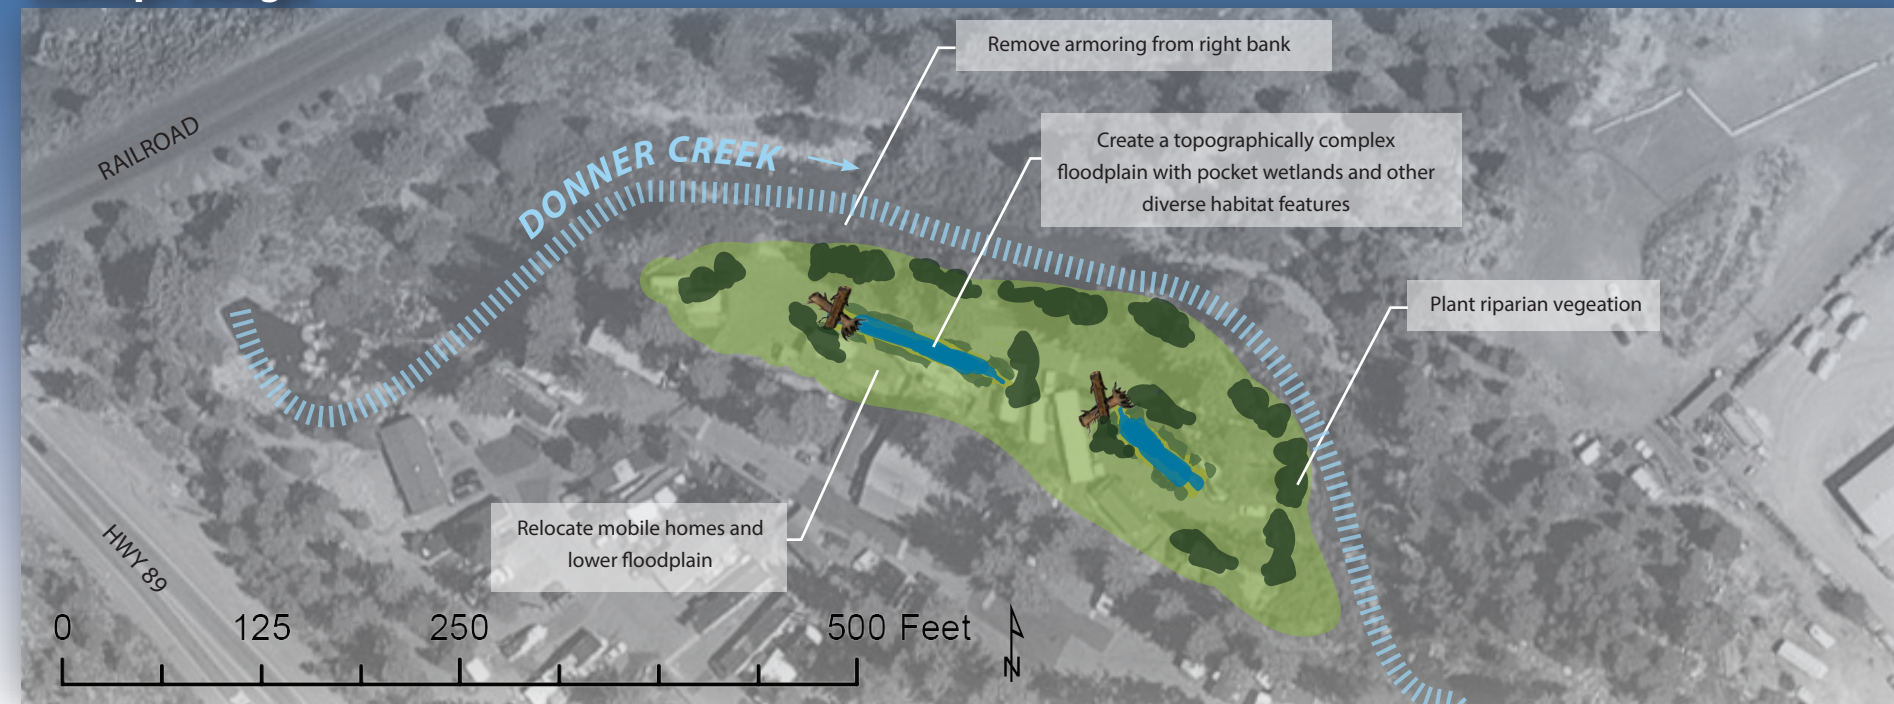 Remove armoring from right bank
RAILROAD
DONNER CREEK
Create a topographically complex
floodplain with pocket wetlands and other
diverse habitat features
Plant riparian vegeation
Relocate mobile homes and
lower floodplain
HWY 89
0 125 250 500 Feet
N